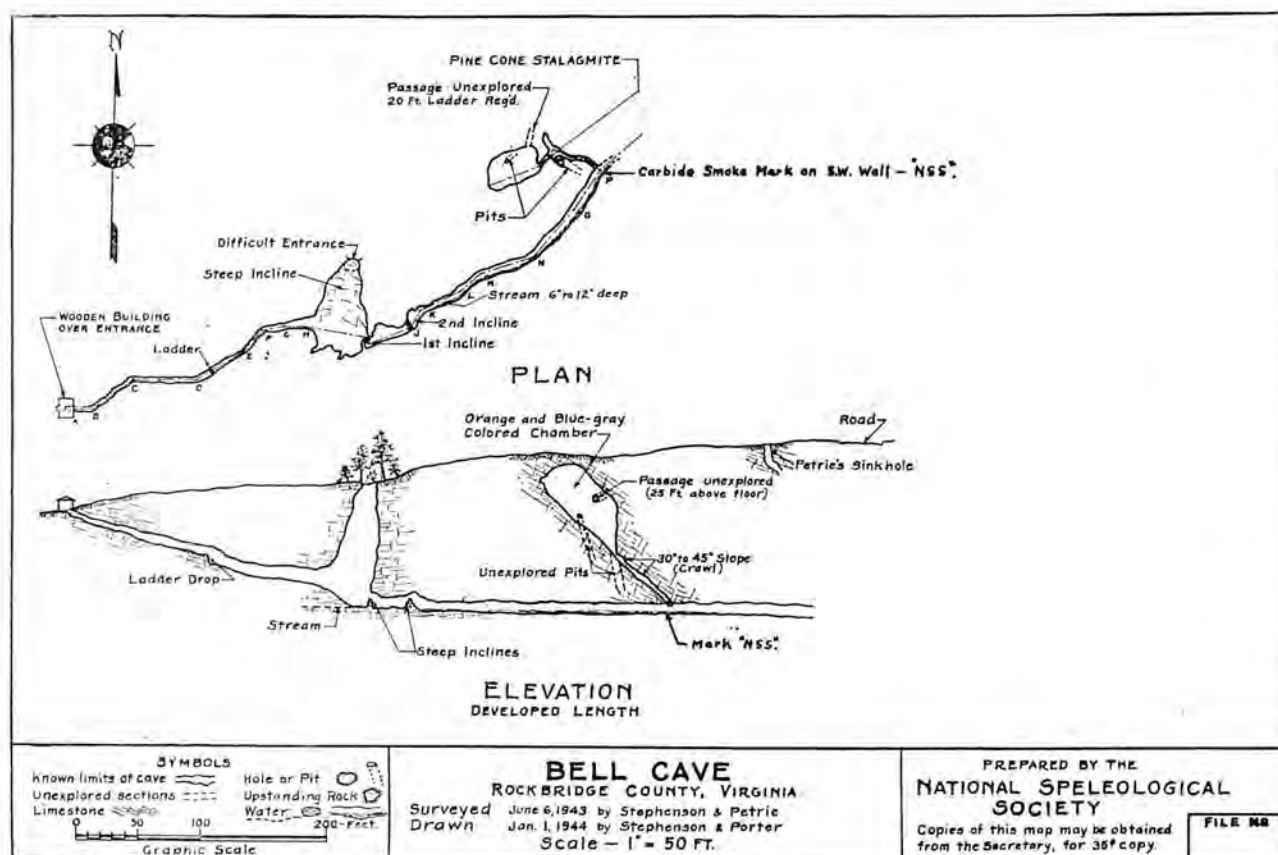 N
PINE CONE STALAGMITE
Passage Unexplored
20 Ft. Ladder Reg'd.
Carbide Smoke Mark on S.W. Wall - "NSS".
P
Pits
O
Difficult Entrance
Steep Incline
N
M
L
Stream 6" to 12" deep
K
WOODEN BUILDING
OVER ENTRANCE
2nd Incline
J
1st Incline
Ladder
F
G
H
E
C
D
A
B
PLAN
Orange and Blue-gray
Colored Chamber
Road
Petrie's Sinkhole
Passage Unexplored
(25 Ft above floor)
30° to 45° Slope
(Crawl)
Unexplored Pits
Ladder Drop
Stream
Steep Inclines
Mark "NSS".
ELEVATION
DEVELOPED LENGTH
SYMBOLS
Known limits of cave
Hole or Pit
Unexplored sections
Upstanding Rock
Limestone
Water
0 50 100 200-Feet
Graphic Scale
BELL CAVE
ROCKBRIDGE COUNTY, VIRGINIA
Surveyed June 6, 1943 by Stephenson & Petrie
Drawn Jan. 1, 1944 by Stephenson & Porter
Scale - 1" = 50 FT.
PREPARED BY THE
NATIONAL SPELEOLOGICAL
SOCIETY
Copies of this map may be obtained
from the Secretary, for 35¢ copy.
FILE NO